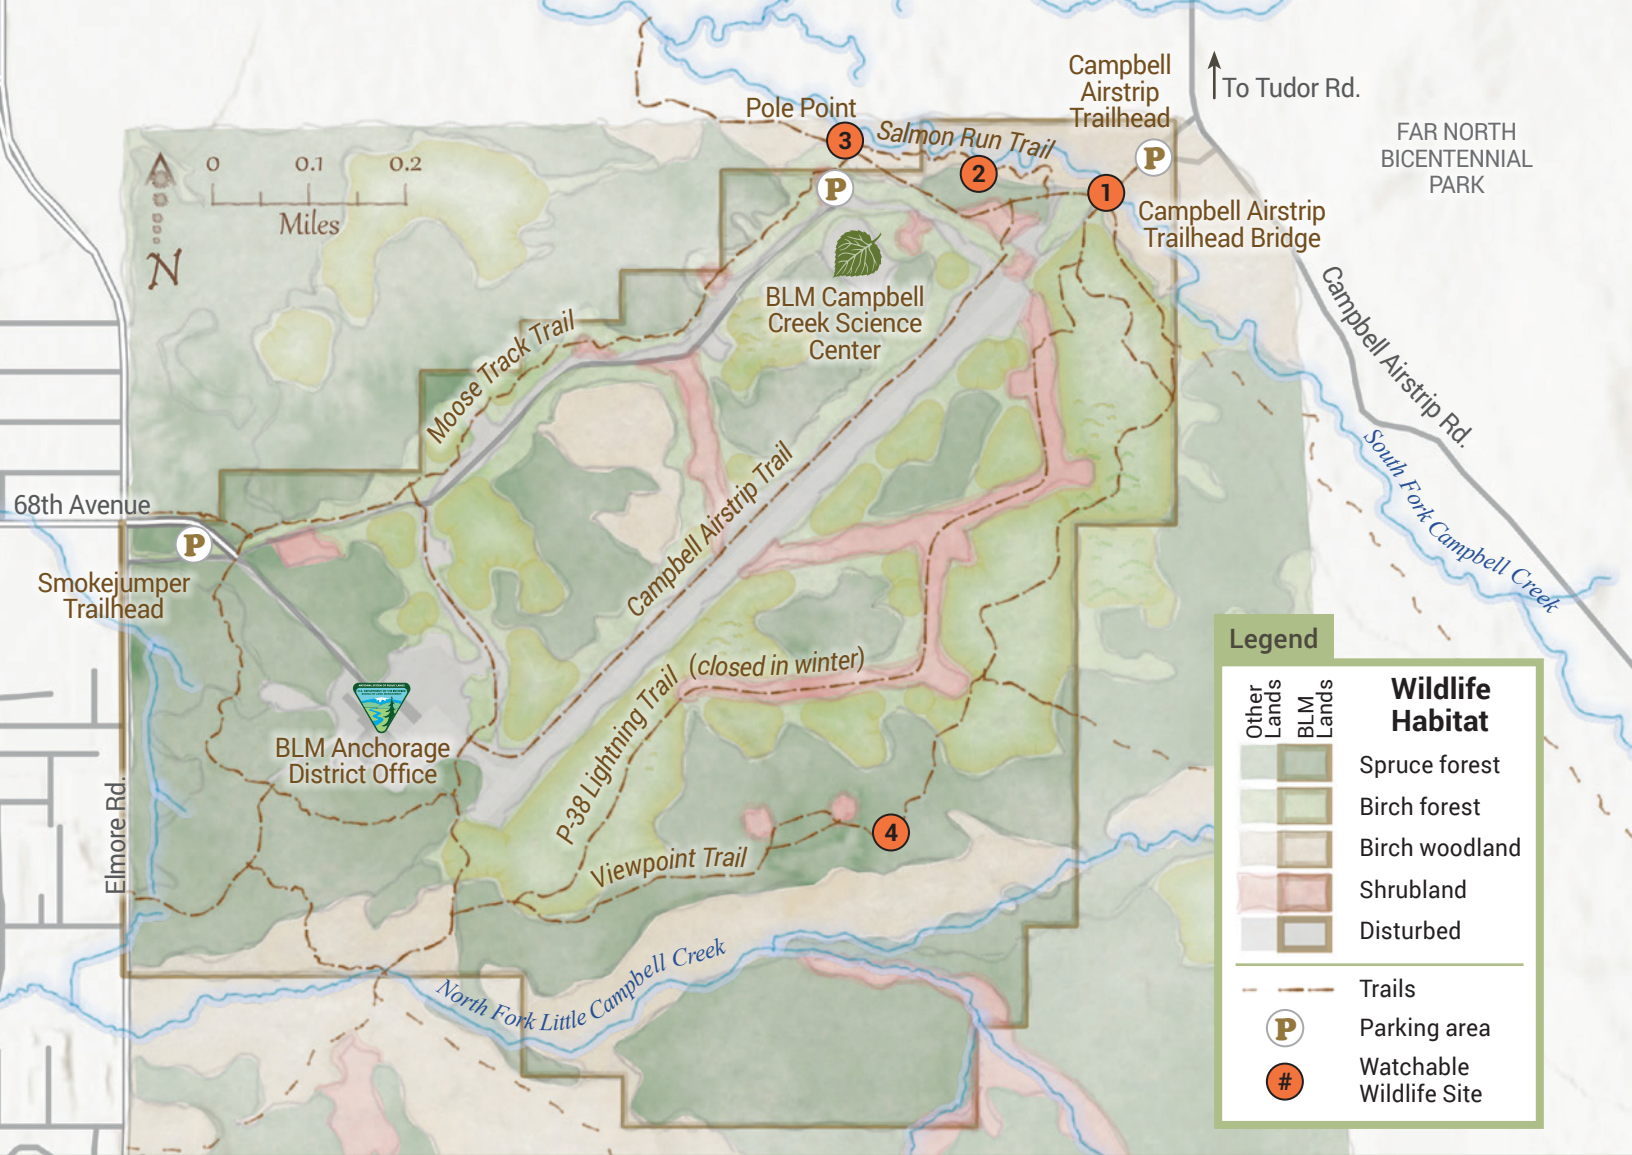 Campbell
Airstrip
Trailhead
To Tudor Rd.
Pole Point
3
Salmon Run Trail
P
FAR NORTH
BICENTENNIAL
PARK
0
0.1
0.2
Miles
N
2
P
1
Campbell Airstrip
Trailhead Bridge
BLM Campbell
Creek Science
Center
Campbell Airstrip Rd.
Moose Track Trail
Campbell Airstrip Trail
South Fork Campbell Creek
68th Avenue
P
Smokejumper
Trailhead
(closed in winter)
P-38 Lightning Trail
BLM Anchorage
District Office
Elmore Rd.
4
Viewpoint Trail
North Fork Little Campbell Creek
Legend
Other
Lands
BLM
Lands
Wildlife
Habitat
Spruce forest
Birch forest
Birch woodland
Shrubland
Disturbed
Trails
P
Parking area
#
Watchable
Wildlife Site